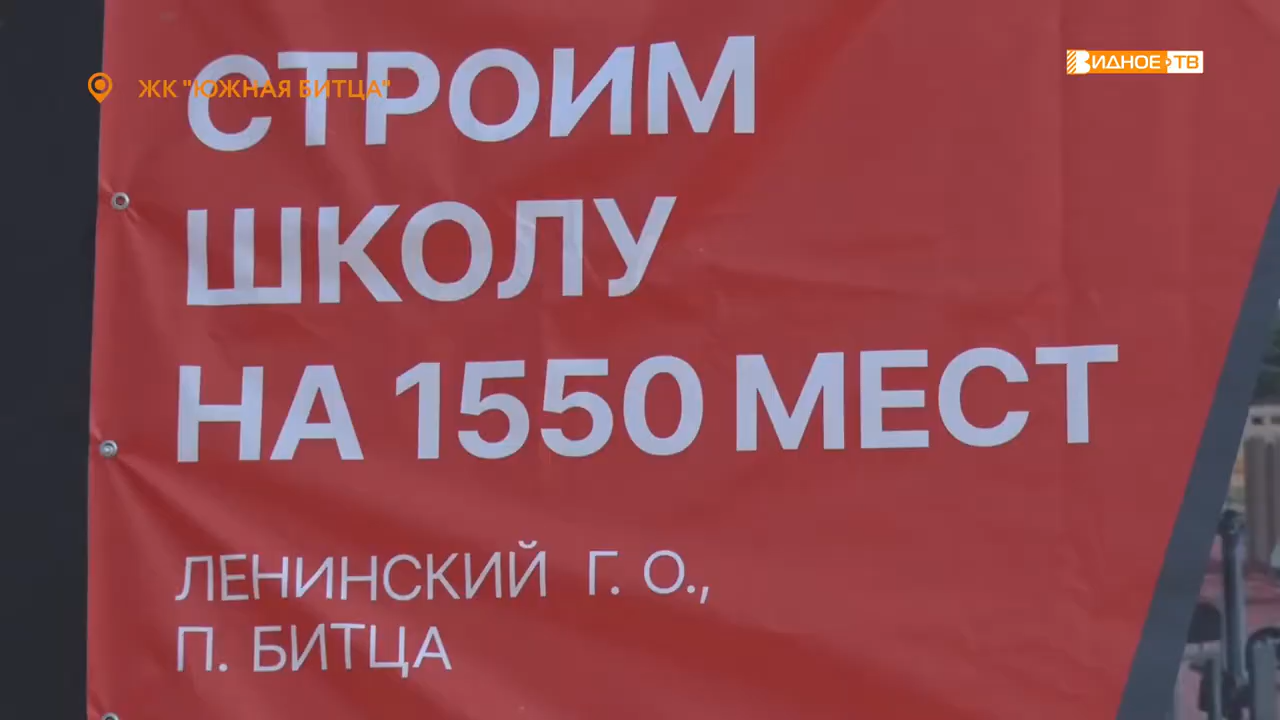 ЖК "ЮЖНАЯ БИТЦА"
ВИДНОЕ ТВ
СТРОИМ
ШКОЛУ
НА 1550 МЕСТ
ЛЕНИНСКИЙ Г. О.,
П. БИТЦА